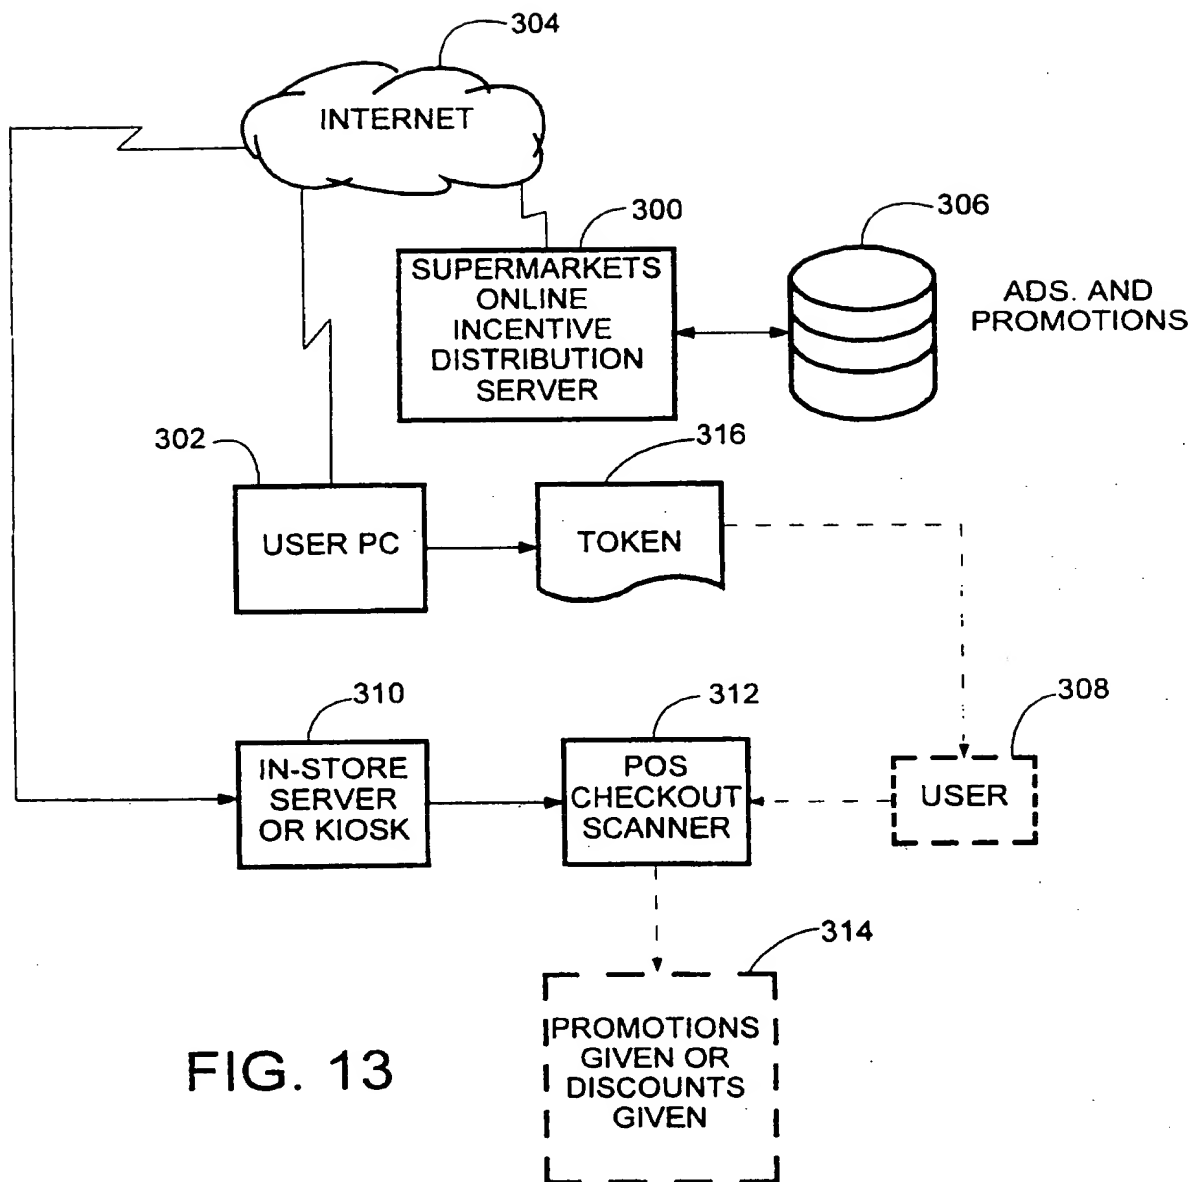 304
INTERNET
300
306
SUPERMARKETS
ONLINE
INCENTIVE
DISTRIBUTION
SERVER
ADS. AND
PROMOTIONS
302
316
USER PC
TOKEN
310
312
308
IN-STORE
SERVER
OR KIOSK
POS
CHECKOUT
SCANNER
USER
314
PROMOTIONS
GIVEN OR
DISCOUNTS
GIVEN
FIG. 13